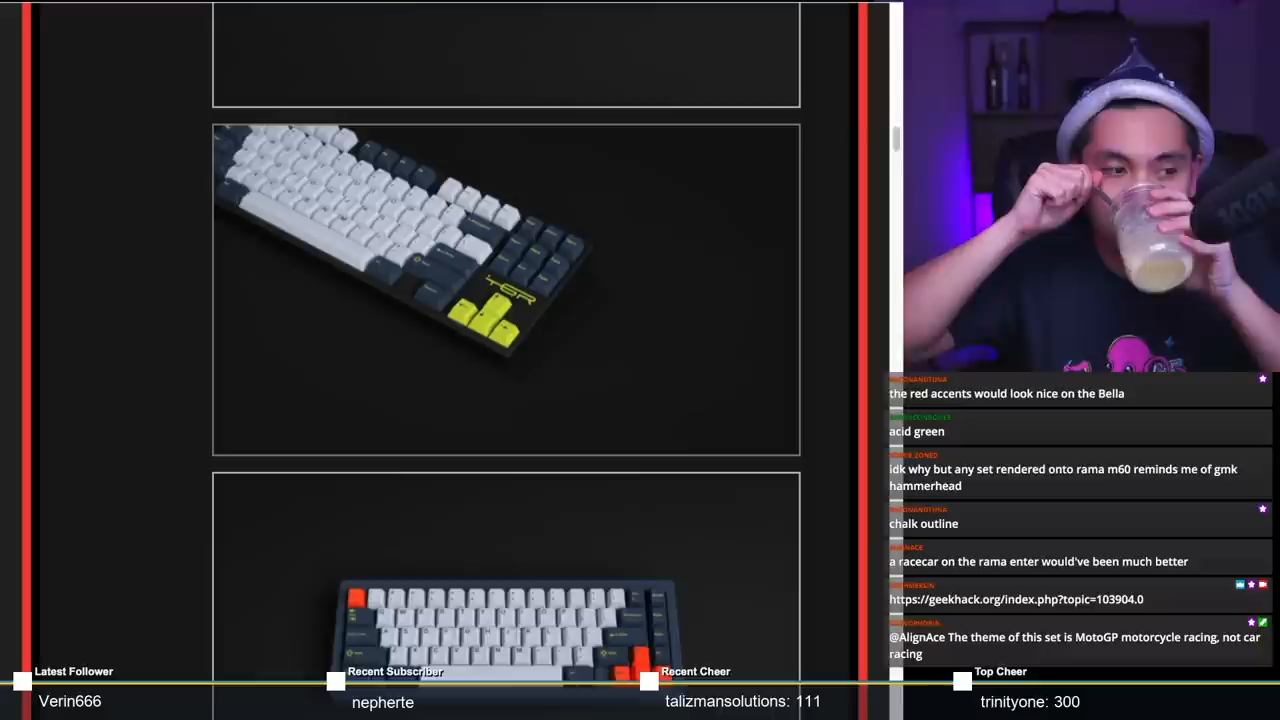 the red accents would look nice on the Bella
acid green
idk why but any set rendered onto rama m60 reminds me of gmk
hammerhead
chalk outline
a racecar on the rama enter would've been much better
https://geekhack.org/index.php?topic=103904.0
@AlignAce The theme of this set is MotoGP motorcycle racing, not car
racing
Latest Follower
Verin666
Recent Subscriber
nepherte
Recent Cheer
talizmansolutions: 111
Top Cheer
trinityone: 300